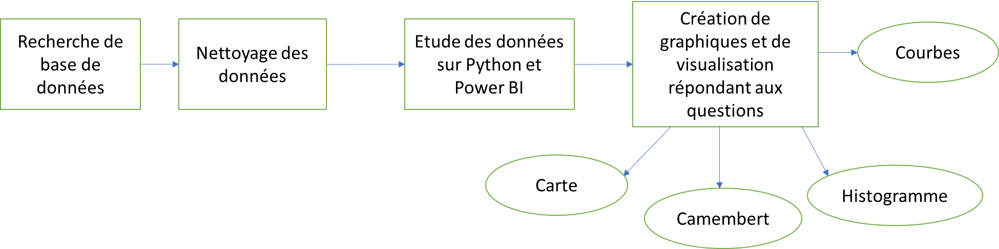 Recherche de
base de
données
Nettoyage des
données
Etude des données
sur Python et
Power BI
Création de
graphiques et de
visualisation
répondant aux
questions
Courbes
Carte
Camembert
Histogramme